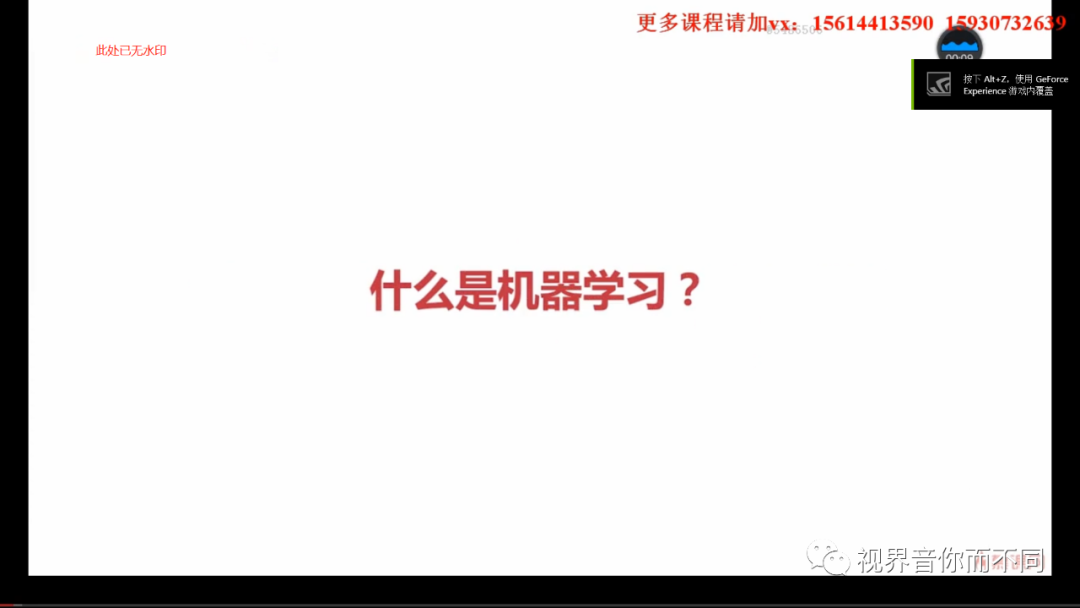 更多课程请加vx：15614413590 15930732639
此处已无水印
00:09
按下 Alt+Z，使用 GeForce
Experience 游戏内覆盖
什么是机器学习？
视界音你而不同